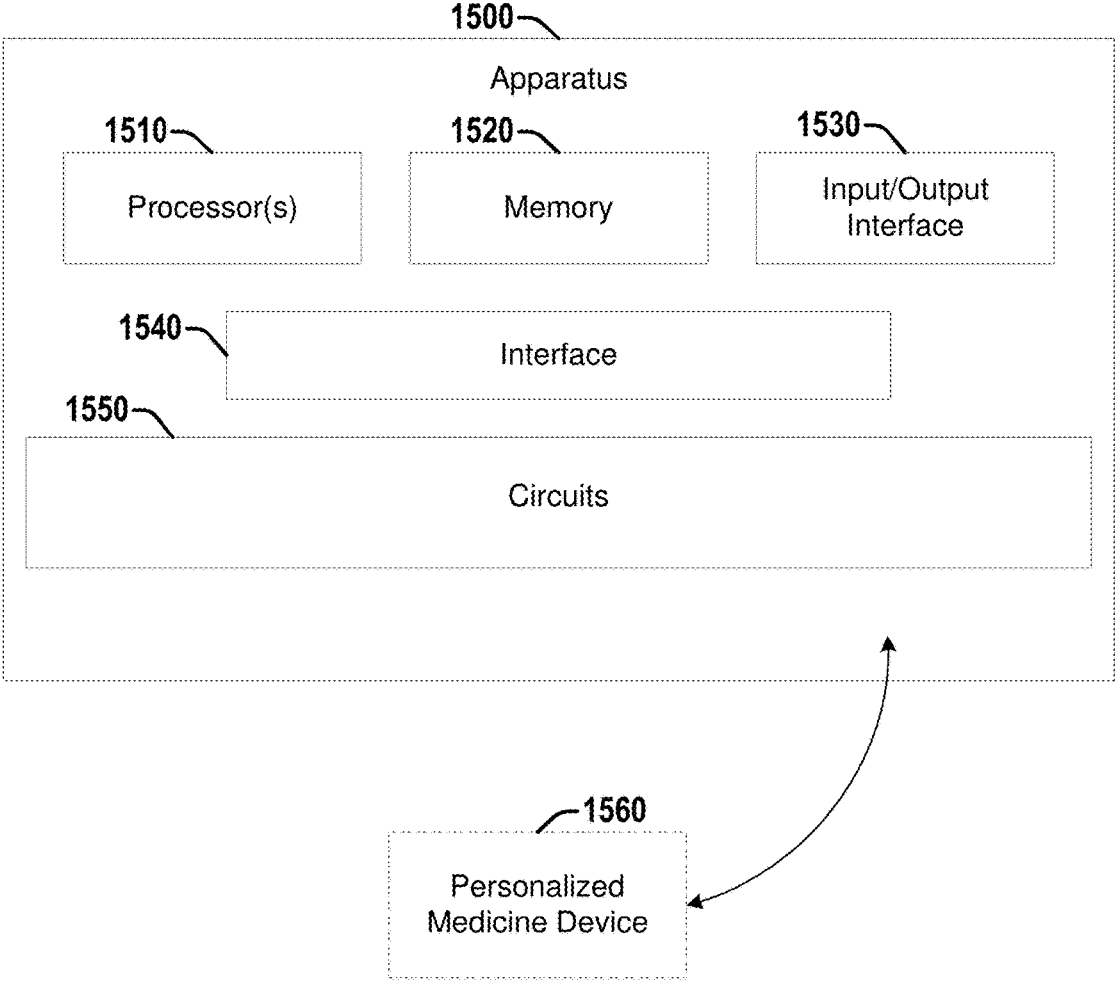 1500
Apparatus
1510
1520
1530
Processor(s)
Memory
Input/Output
Interface
1540
Interface
1550
Circuits
1560
Personalized
Medicine Device